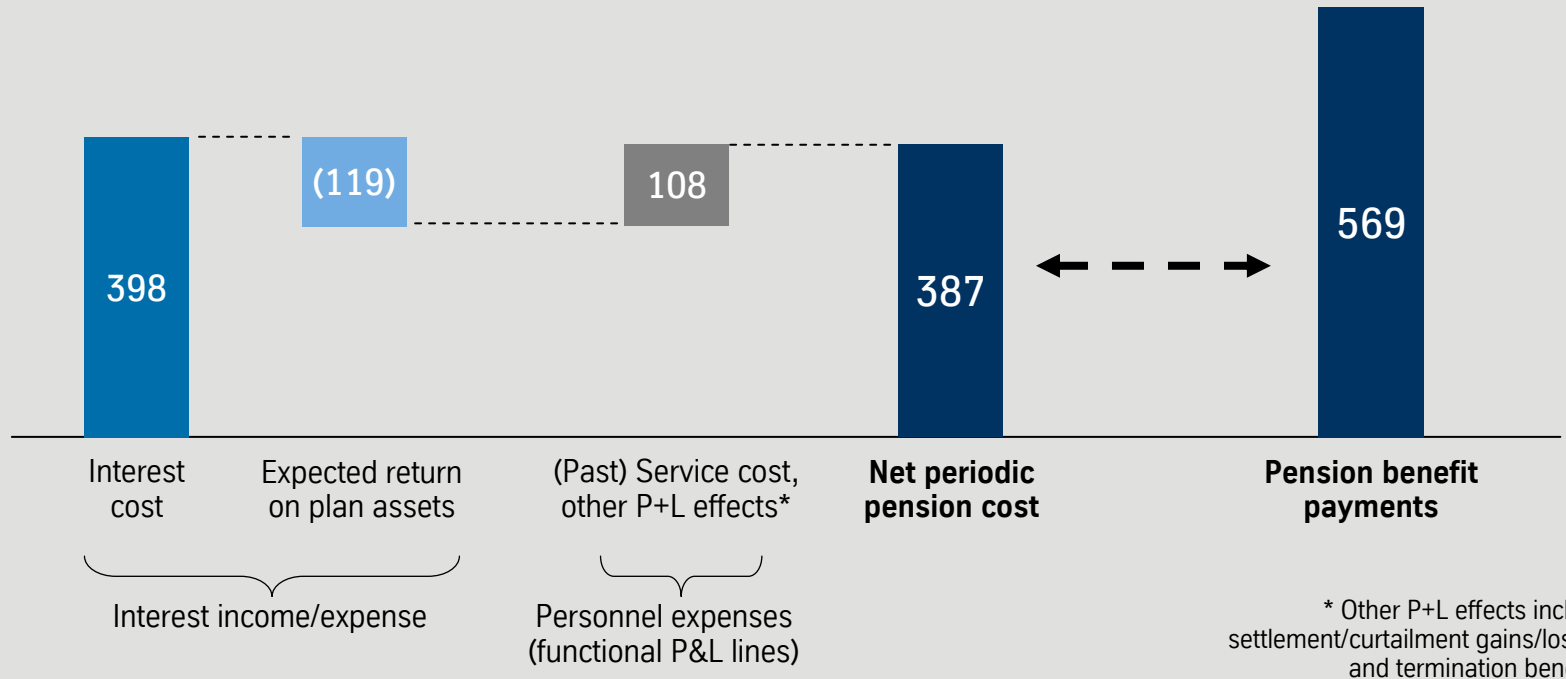 398
(119)
108
387
569
Interest
cost
Expected return
on plan assets
(Past) Service cost,
other P+L effects*
Net periodic
pension cost
Pension benefit
payments
Interest income/expense
Personnel expenses
(functional P&L lines)
* Other P+L effects
settlement/curtailment
and termination